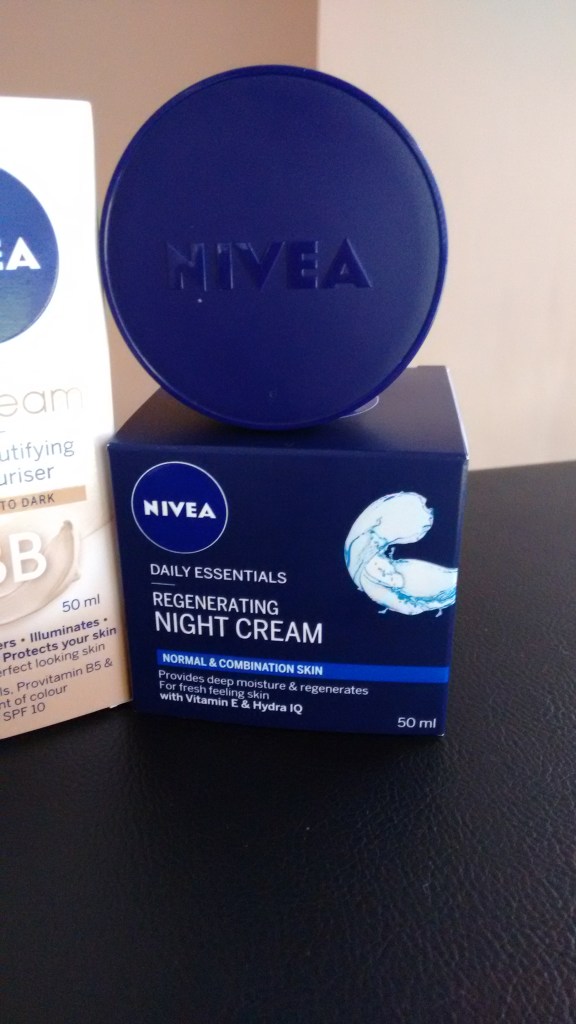 NIVEA
NIVEA
DAILY ESSENTIALS
REGENERATING
NIGHT CREAM
NORMAL & COMBINATION SKIN
Provides deep moisture & regenerates
For fresh feeling skin
with Vitamin E & Hydra IQ
50 ml
EA
eam
utifying
uriser
TO DARK
BB
50 ml
ers • Illuminates •
Protects your skin
erfect looking skin
ls, Provitamin B5 &
nt of colour
SPF 10